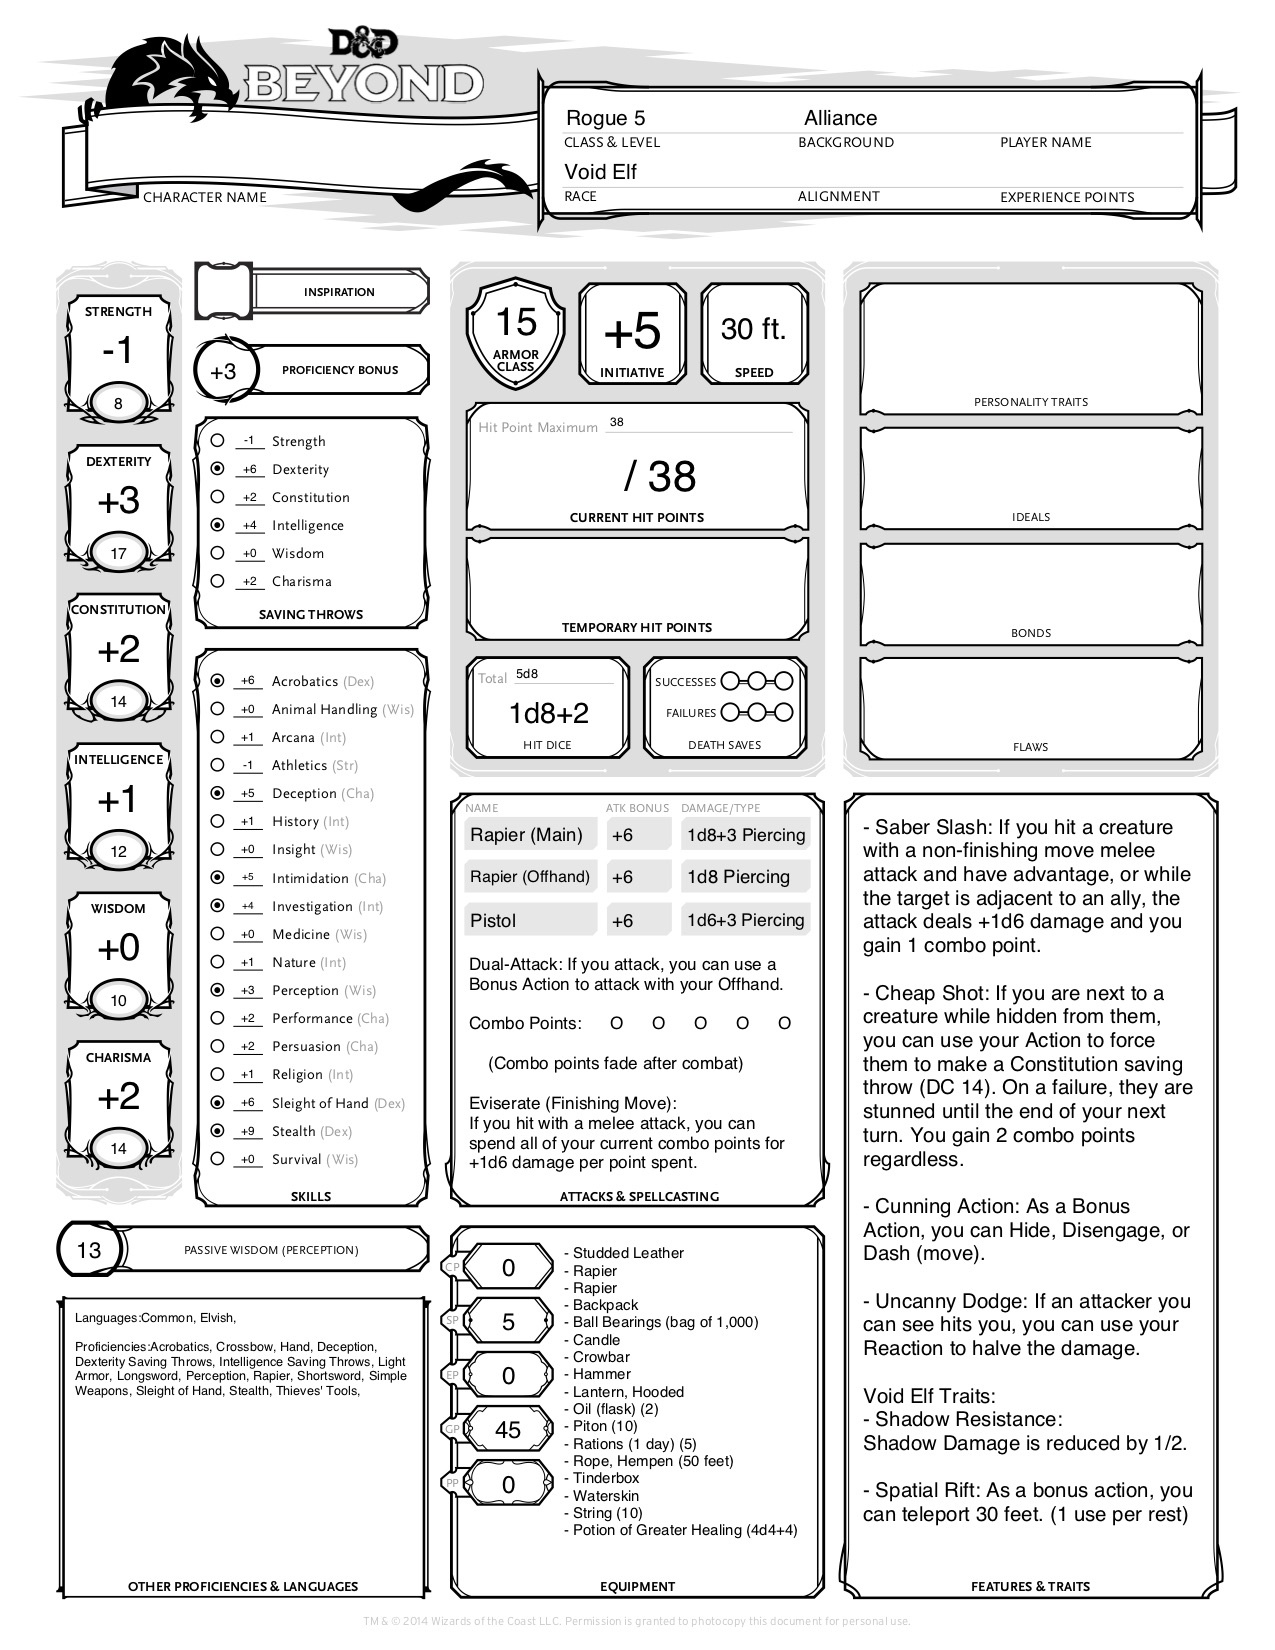 D&D
BEYOND
CHARACTER NAME
Rogue 5 Alliance
CLASS & LEVEL BACKGROUND PLAYER NAME
Void Elf
RACE ALIGNMENT EXPERIENCE POINTS
STRENGTH
-1
8
DEXTERITY
+3
17
CONSTITUTION
+2
14
INTELLIGENCE
+1
12
WISDOM
+0
10
CHARISMA
+2
14
INSPIRATION
+3 PROFICIENCY BONUS
-1 Strength
+6 Dexterity
+2 Constitution
+4 Intelligence
+0 Wisdom
+2 Charisma
SAVING THROWS
+6 Acrobatics (Dex)
+0 Animal Handling (Wis)
+1 Arcana (Int)
-1 Athletics (Str)
+5 Deception (Cha)
+1 History (Int)
+0 Insight (Wis)
+5 Intimidation (Cha)
+4 Investigation (Int)
+0 Medicine (Wis)
+1 Nature (Int)
+3 Perception (Wis)
+2 Performance (Cha)
+2 Persuasion (Cha)
+1 Religion (Int)
+6 Sleight of Hand (Dex)
+9 Stealth (Dex)
+0 Survival (Wis)
SKILLS
13 PASSIVE WISDOM (PERCEPTION)
Languages:Common, Elvish,
Proficiencies:Acrobatics, Crossbow, Hand, Deception,
Dexterity Saving Throws, Intelligence Saving Throws, Light
Armor, Longsword, Perception, Rapier, Shortsword, Simple
Weapons, Sleight of Hand, Stealth, Thieves' Tools,
OTHER PROFICIENCIES & LANGUAGES
15
ARMOR
CLASS
+5
INITIATIVE
30 ft.
SPEED
Hit Point Maximum 38
/ 38
CURRENT HIT POINTS
TEMPORARY HIT POINTS
Total 5d8
1d8+2
HIT DICE
SUCCESSES
FAILURES
DEATH SAVES
NAME ATK BONUS DAMAGE/TYPE
Rapier (Main) +6 1d8+3 Piercing
Rapier (Offhand) +6 1d8 Piercing
Pistol +6 1d6+3 Piercing
Dual-Attack: If you attack, you can use a
Bonus Action to attack with your Offhand.
Combo Points: O O O O O
(Combo points fade after combat)
Eviserate (Finishing Move):
If you hit with a melee attack, you can
spend all of your current combo points for
+1d6 damage per point spent.
ATTACKS & SPELLCASTING
CP 0
SP 5
EP 0
GP 45
PP 0
- Studded Leather
- Rapier
- Rapier
- Backpack
- Ball Bearings (bag of 1,000)
- Candle
- Crowbar
- Hammer
- Lantern, Hooded
- Oil (flask) (2)
- Piton (10)
- Rations (1 day) (5)
- Rope, Hempen (50 feet)
- Tinderbox
- Waterskin
- String (10)
- Potion of Greater Healing (4d4+4)
EQUIPMENT
PERSONALITY TRAITS
IDEALS
BONDS
FLAWS
- Saber Slash: If you hit a creature
with a non-finishing move melee
attack and have advantage, or while
the target is adjacent to an ally, the
attack deals +1d6 damage and you
gain 1 combo point.
- Cheap Shot: If you are next to a
creature while hidden from them,
you can use your Action to force
them to make a Constitution saving
throw (DC 14). On a failure, they are
stunned until the end of your next
turn. You gain 2 combo points
regardless.
- Cunning Action: As a Bonus
Action, you can Hide, Disengage, or
Dash (move).
- Uncanny Dodge: If an attacker you
can see hits you, you can use your
Reaction to halve the damage.
Void Elf Traits:
- Shadow Resistance:
Shadow Damage is reduced by 1/2.
- Spatial Rift: As a bonus action, you
can teleport 30 feet. (1 use per rest)
FEATURES & TRAITS
TM & © 2014 Wizards of the Coast LLC. Permission is granted to photocopy this document for personal use.